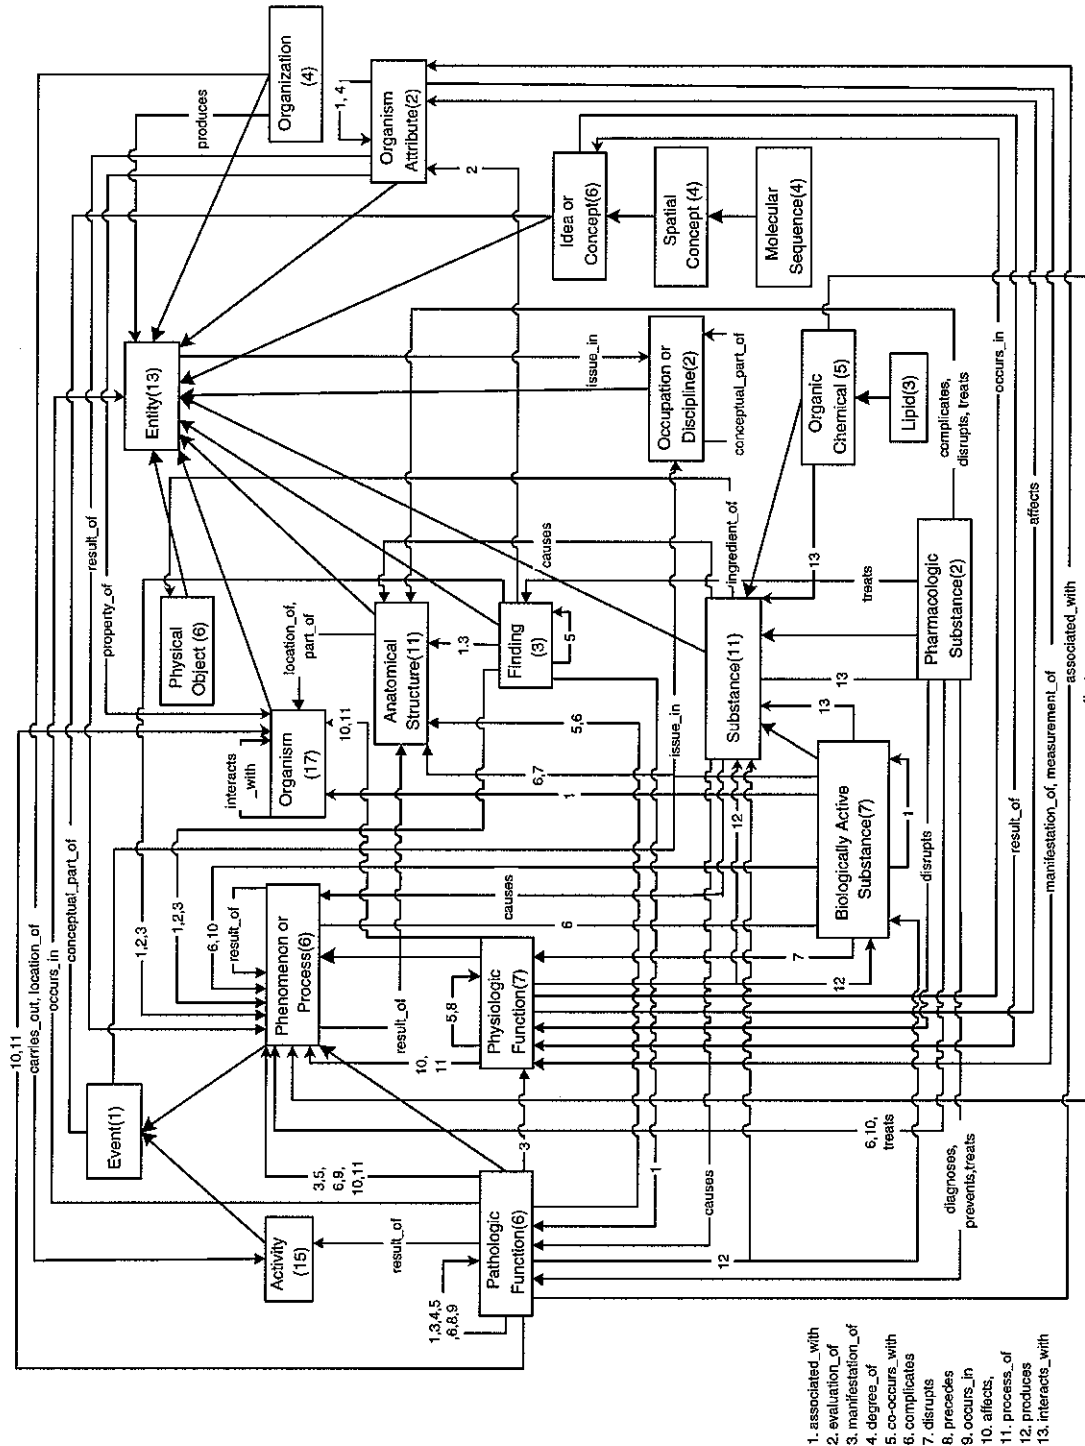 10,11
carries_out, location_of
occurs_in
conceptual_part_of
Event(1)
Activity
(15)
result_of
1,3,4,5
,6,8,9
Pathologic
Function(6)
3,5,
6,9,
10,11
3
12
1
causes
diagnoses,
prevents,treats
6,10,
treats
1,2,3
1,2,3
6,10
result_of
Phenomenon or
Process(6)
result_of
10,
11
5,8
Physiologic
Function(7)
causes
6
7
12
12
disrupts
interacts
_with
Organism
(17)
10,11
location_of,
part_of
property_of
result_of
Physical
Object (6)
Anatomical
Structure(11)
1,3
5,6
6,7
1
issue_in
Finding
(3)
5
causes
2
Biologically Active
Substance(7)
1
13
13
Substance(11)
ingredient_of
treats
13
Pharmacologic
Substance(2)
Entity(13)
issue_in
Occupation or
Discipline(2)
conceptual_part_of
Organic
Chemical (5)
Lipid(3)
complicates,
disrupts, treats
produces
Organization
(4)
1, 4
Organism
Attribute(2)
Idea or
Concept(6)
Spatial
Concept (4)
Molecular
Sequence(4)
occurs_in
affects
result_of
manifestation_of, measurement_of
associated_with
1. associated_with
2. evaluation_of
3. manifestation_of
4. degree_of
5. co-occurs_with
6. complicates
7. disrupts
8. precedes
9. occurs_in
10. affects,
11. process_of
12. produces
13. interacts_with